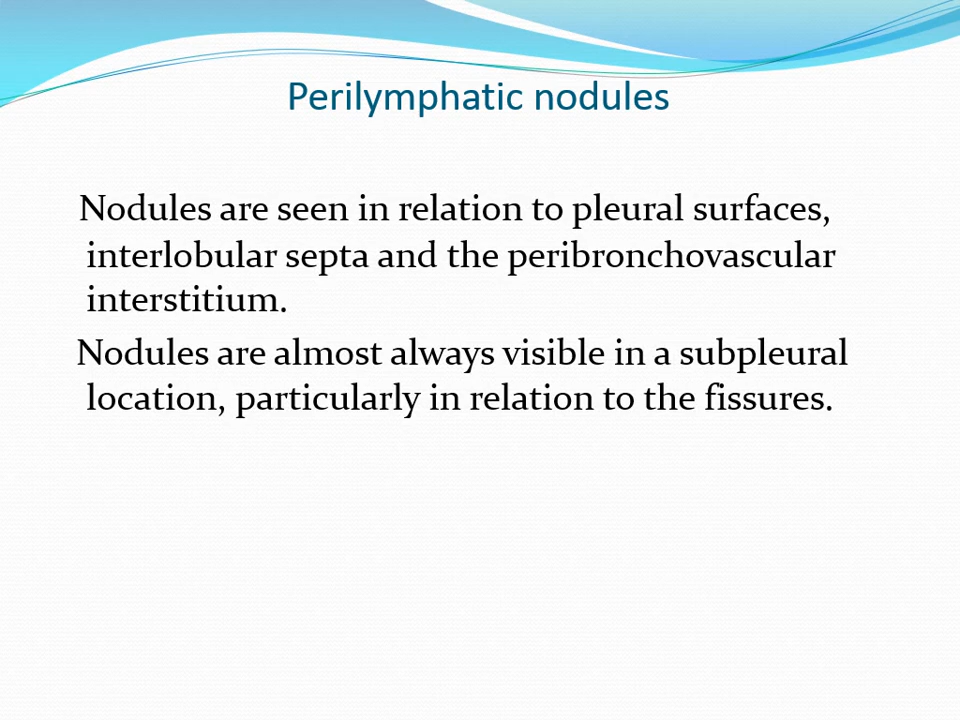 Perilymphatic nodules
Nodules are seen in relation to pleural surfaces,
interlobular septa and the peribronchovascular
interstitium.
Nodules are almost always visible in a subpleural
location, particularly in relation to the fissures.